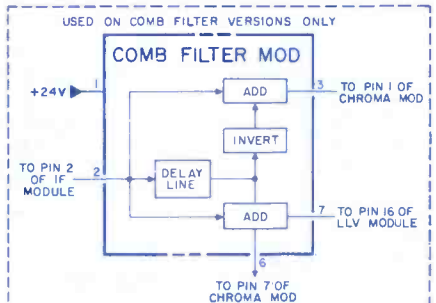 USED ON COMB FILTER VERSIONS ONLY
COMB FILTER MOD
+24V
1
ADD
3
TO PIN 1 OF
CHROMA MOD
INVERT
TO PIN 2
OF IF
MODULE
2
DELAY
LINE
ADD
7
TO PIN 16 OF
LLV MODULE
6
TO PIN 7 OF
CHROMA MOD